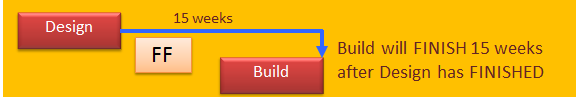 15 weeks
Design
FF
Build
Build will FINISH 15 weeks
after Design has FINISHED